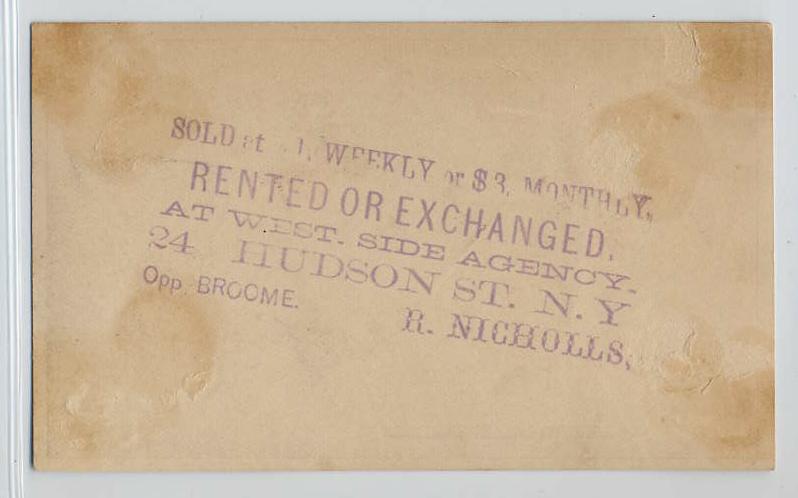 SOLD at 1, WEEKLY or $3, MONTHLY,
RENTED OR EXCHANGED,
AT WEST. SIDE AGENCY.
24 HUDSON ST. N.Y
Opp. BROOME.
R. NICHOLLS,